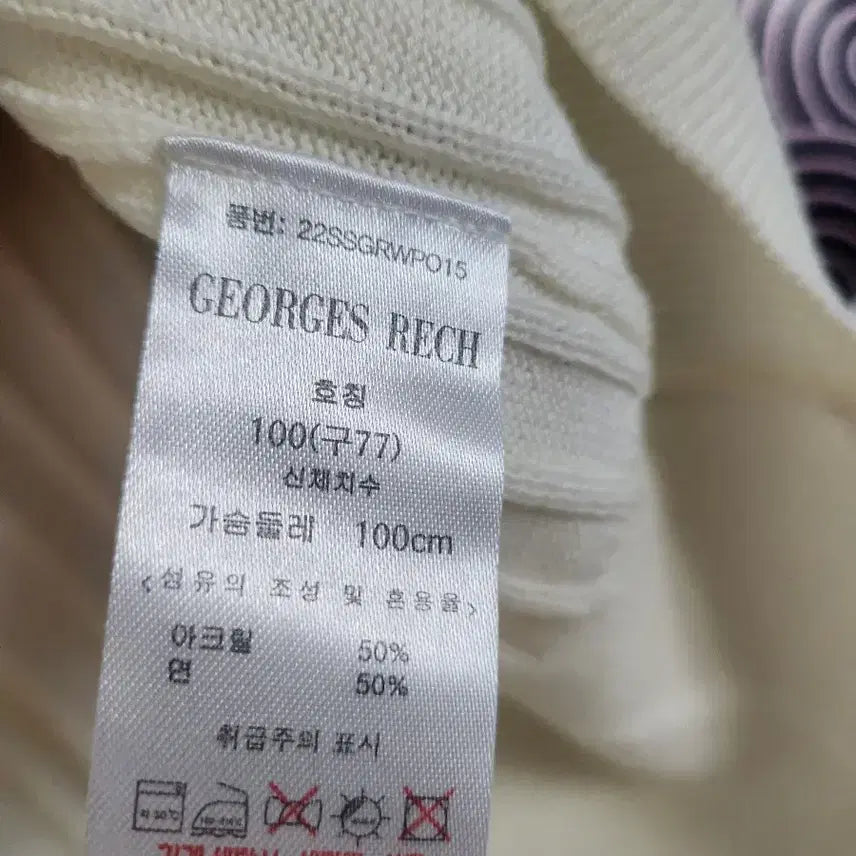 품번: 22SSGRWPO15
GEORGES RECH
호칭
100(구77)
신체치수
가슴둘레 100cm
<섬유의 조성 및 혼용율>
아크릴 50%
면 50%
취급주의 표시